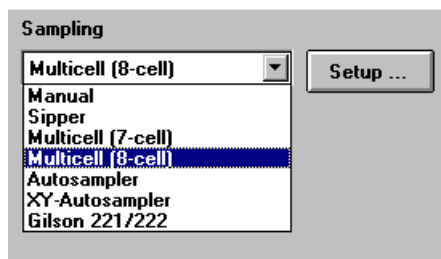 Sampling
Multicell (8-cell)
Setup ...
Manual
Sipper
Multicell (7-cell)
Multicell (8-cell)
Autosampler
XY-Autosampler
Gilson 221/222